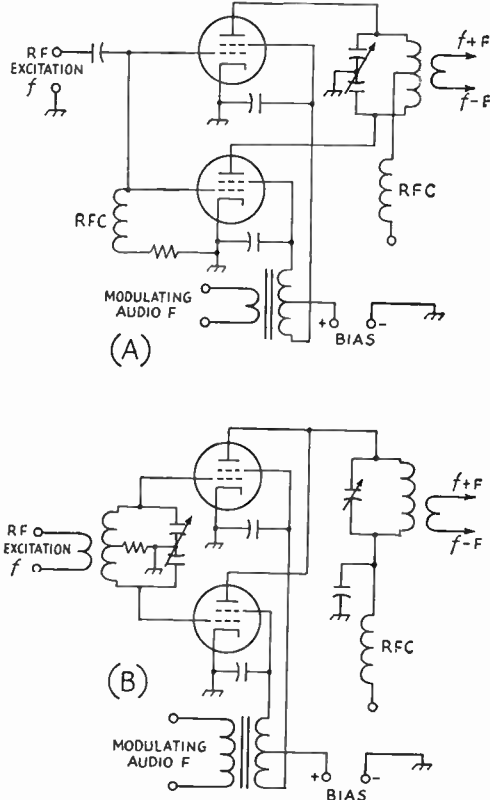 RF
EXCITATION
f
f+F
f-F
RFC
RFC
MODULATING
AUDIO F
+ -
BIAS
(A)
RF
EXCITATION
f
f+F
f-F
RFC
(B)
MODULATING
AUDIO F
+ -
BIAS